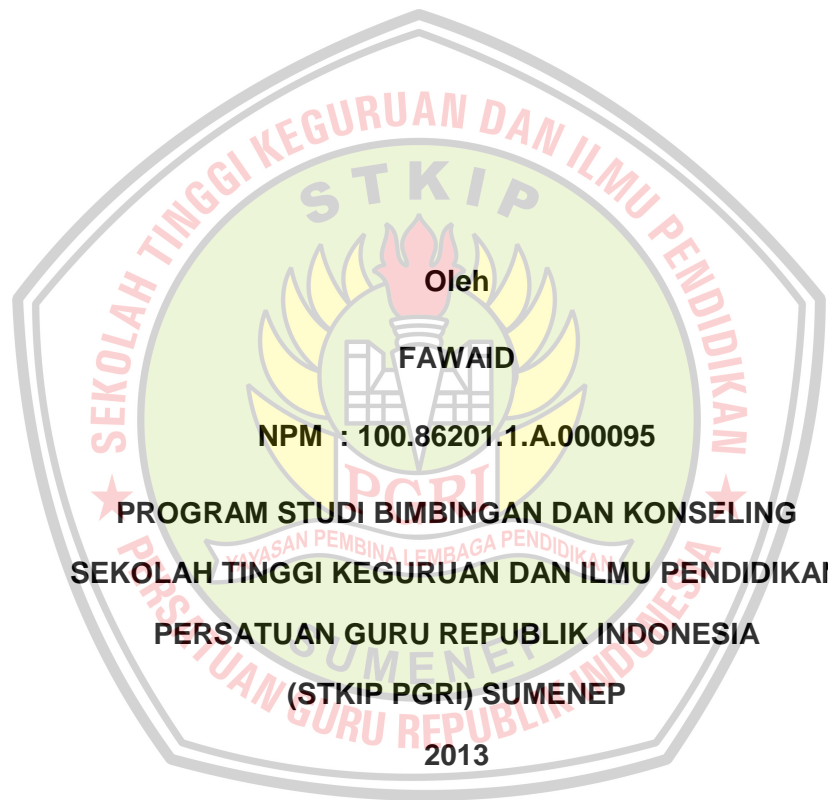 SEKOLAH TINGGI KEGURUAN DAN ILMU PENDIDIKAN
STKIP
Oleh
FAWAID
NPM : 100.86201.1.A.000095
PGRI
PROGRAM STUDI BIMBINGAN DAN KONSELING
YAYASAN PEMBINA LEMBAGA PENDIDIKAN
SEKOLAH TINGGI KEGURUAN DAN ILMU PENDIDIKAN
PERSATUAN GURU REPUBLIK INDONESIA
SUMENEP
(STKIP PGRI) SUMENEP
PERSATUAN GURU REPUBLIK INDONESIA
2013